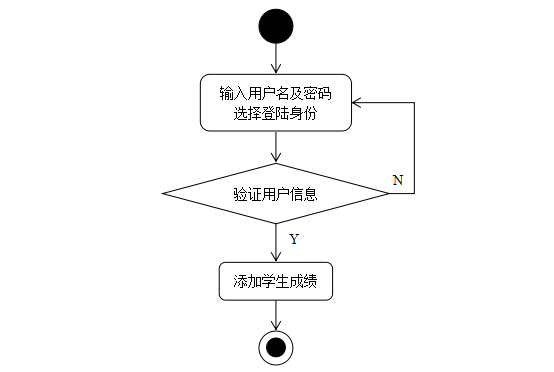 输入用户名及密码
选择登陆身份
N
验证用户信息
Y
添加学生成绩